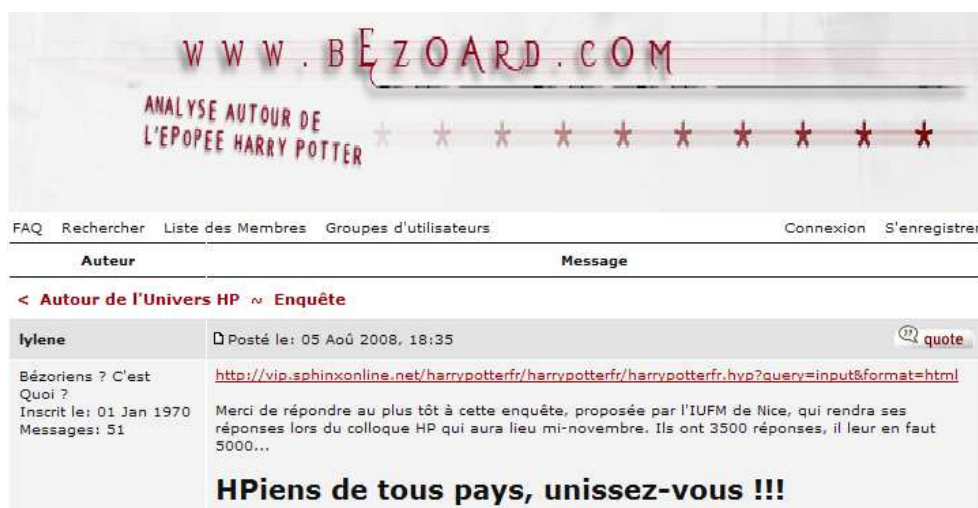 www.BEZOARD.COM
ANALYSE AUTOUR DE
L'EPOPEE HARRY POTTER
FAQ Rechercher Liste des Membres Groupes d'utilisateurs Connexion S'enregistrer
Auteur Message
< Autour de l'Univers HP ~ Enquête
lylene Posté le: 05 Aoû 2008, 18:35 quote
Bézoriens ? C'est
Quoi ?
Inscrit le: 01 Jan 1970
Messages: 51
http://vip.sphinxonline.net/harrypotterfr/harrypotterfr/harrypotterfr.hyp?query=input&format=html
Merci de répondre au plus tôt à cette enquête, proposée par l'IUFM de Nice, qui rendra ses
réponses lors du colloque HP qui aura lieu mi-novembre. Ils ont 3500 réponses, il leur en faut
5000...
HPiens de tous pays, unissez-vous !!!